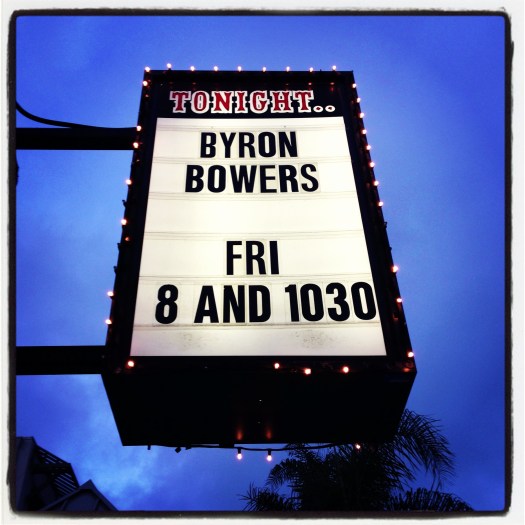 TONIGHT..
BYRON
BOWERS
FRI
8 AND 1030